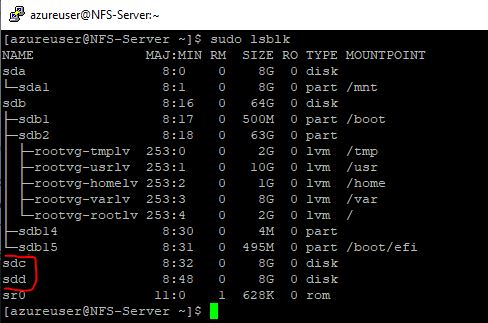 azureuser@NFS-Server:~
[azureuser@NFS-Server ~]$ sudo lsblk
NAME MAJ:MIN RM SIZE RO TYPE MOUNTPOINT
sda 8:0 0 8G 0 disk
└─sda1 8:1 0 8G 0 part /mnt
sdb 8:16 0 64G 0 disk
├─sdb1 8:17 0 500M 0 part /boot
├─sdb2 8:18 0 63G 0 part
│ ├─rootvg-tmplv 253:0 0 2G 0 lvm /tmp
│ ├─rootvg-usrlv 253:1 0 10G 0 lvm /usr
│ ├─rootvg-homelv 253:2 0 1G 0 lvm /home
│ ├─rootvg-varlv 253:3 0 8G 0 lvm /var
│ └─rootvg-rootlv 253:4 0 2G 0 lvm /
├─sdb14 8:30 0 4M 0 part
└─sdb15 8:31 0 495M 0 part /boot/efi
sdc 8:32 0 8G 0 disk
sdd 8:48 0 8G 0 disk
sr0 11:0 1 628K 0 rom
[azureuser@NFS-Server ~]$